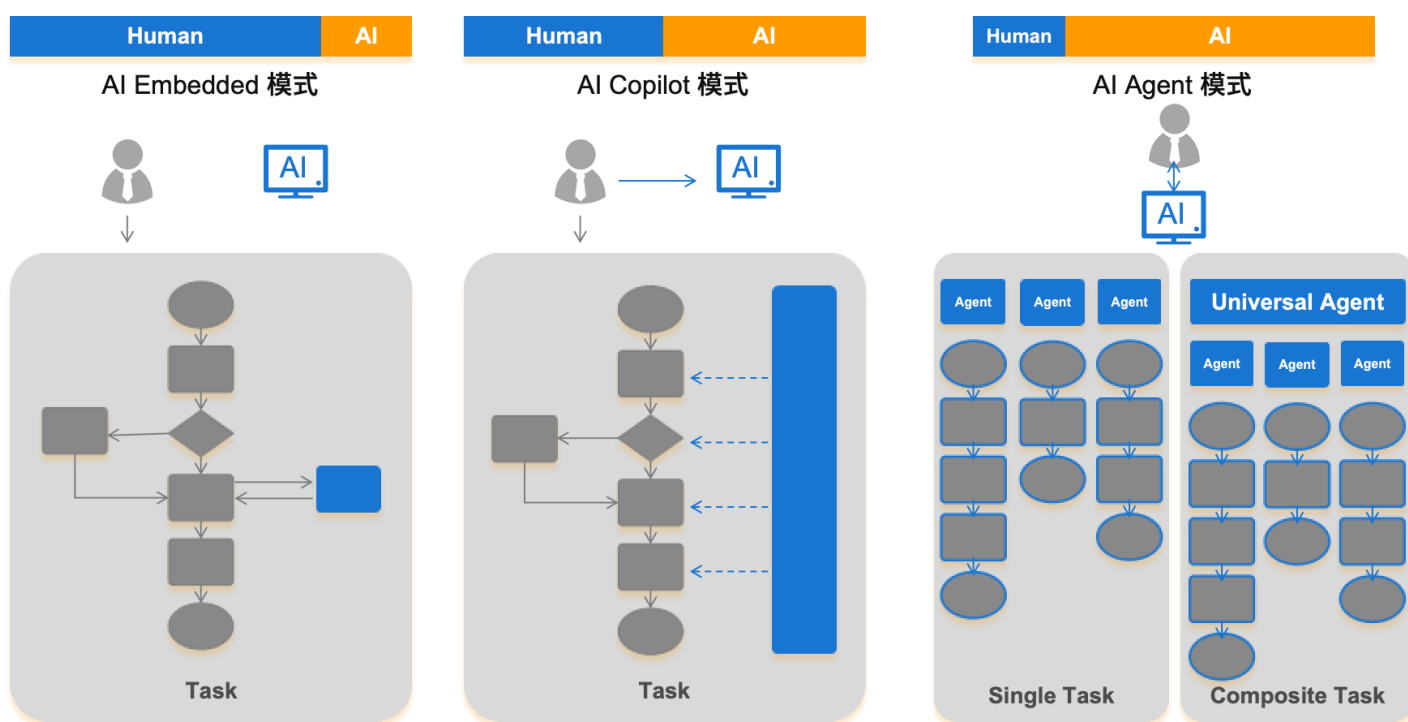 Human AI
AI Embedded 模式
AI
Task
Human AI
AI Copilot 模式
AI
Task
Human AI
AI Agent 模式
AI
Agent Agent Agent
Single Task
Universal Agent
Agent Agent Agent
Composite Task